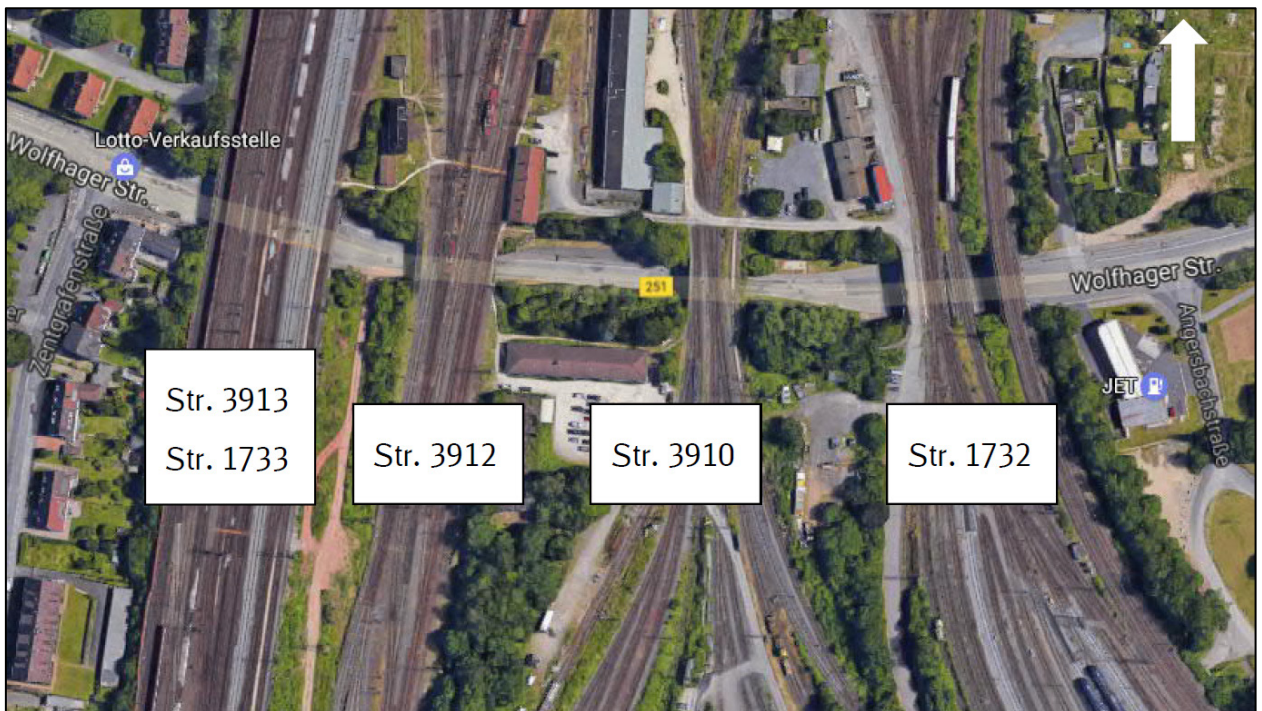 Lotto-Verkaufsstelle
Wolfhager Str.
Zentgrafenstraße
er
251
Wolfhager Str.
Angersbachstraße
JET
Str. 3913
Str. 1733
Str. 3912
Str. 3910
Str. 1732